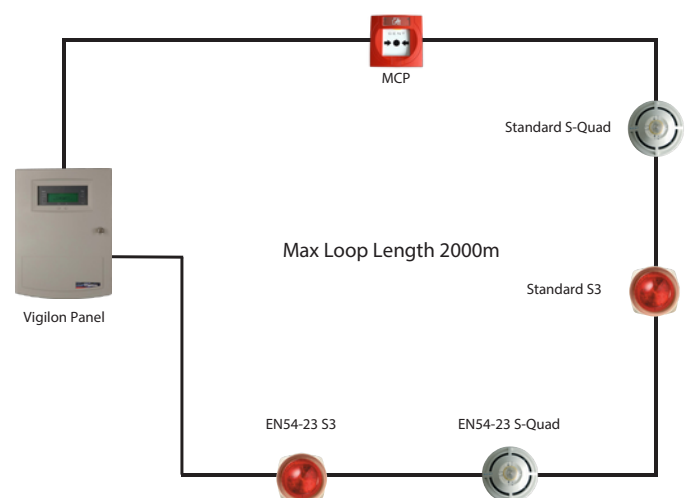 MCP
Standard S-Quad
Max Loop Length 2000m
Standard S3
Vigilon Panel
EN54-23 S3
EN54-23 S-Quad